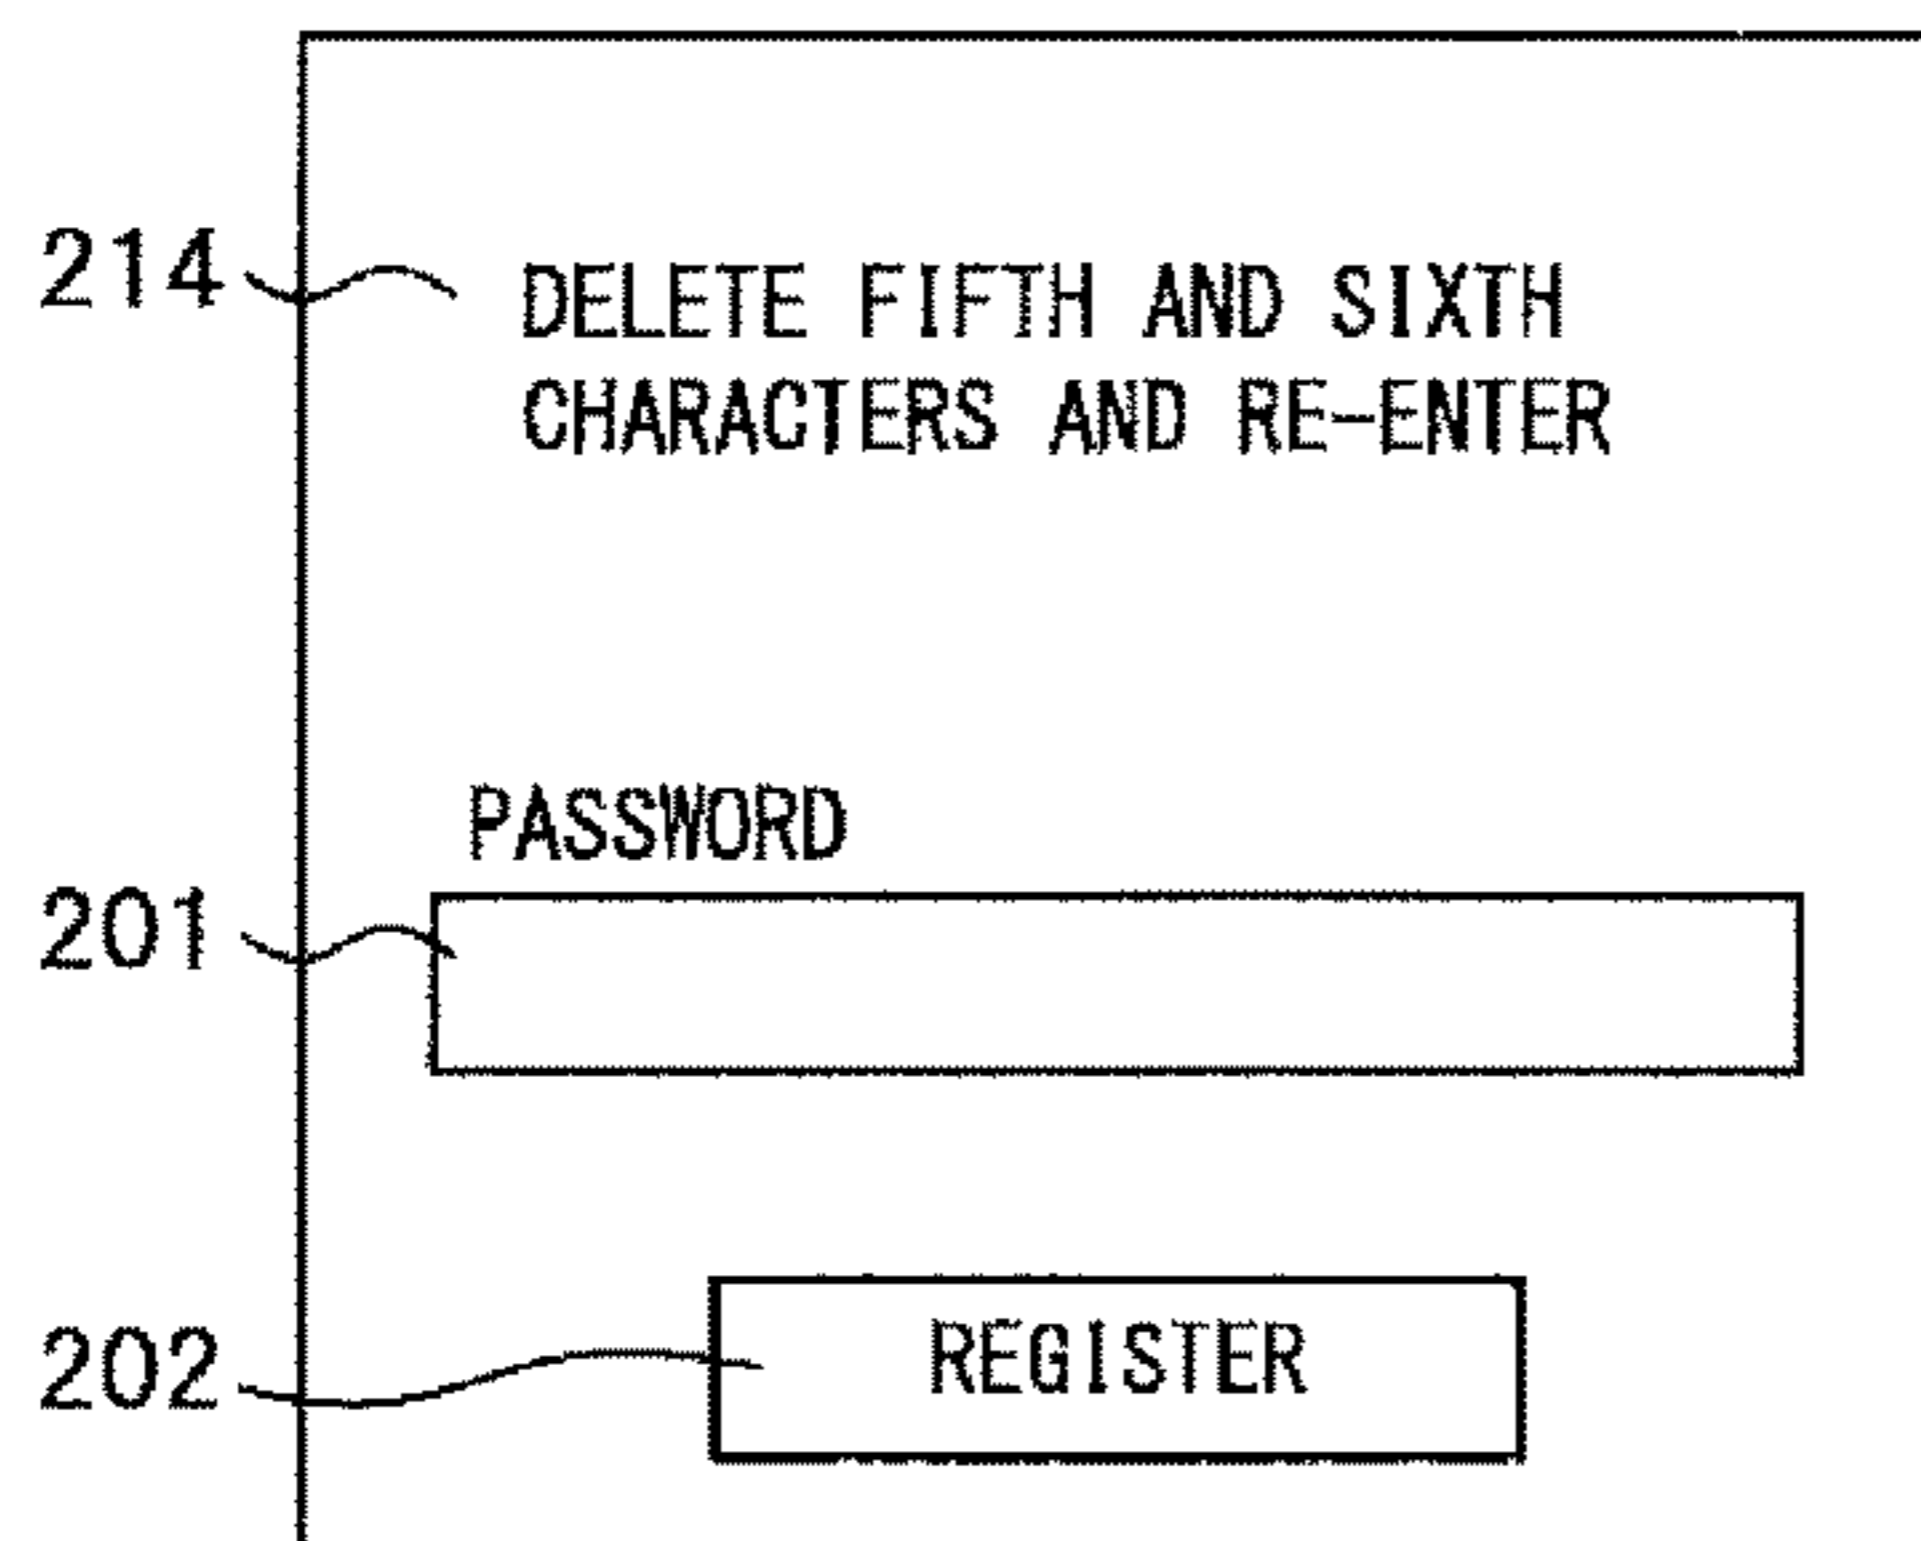 214 DELETE FIFTH AND SIXTH
CHARACTERS AND RE-ENTER
PASSWORD
201
202 REGISTER